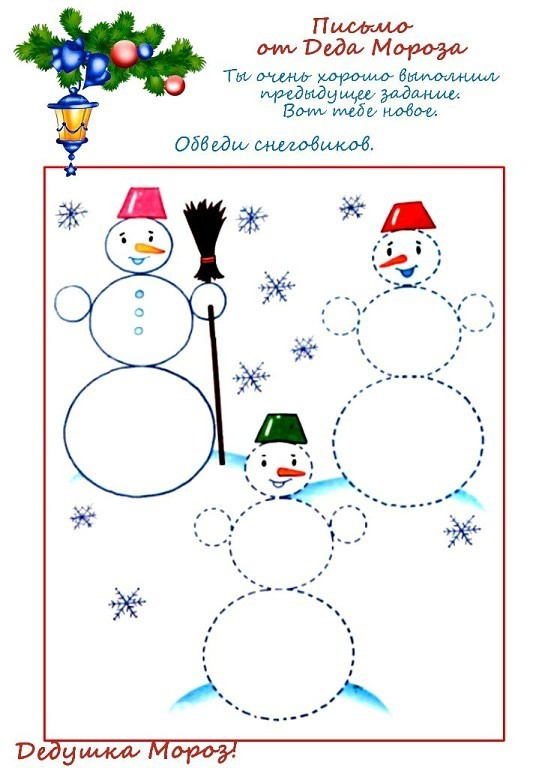 Письмо
от Деда Мороза
Ты очень хорошо выполнил
предыдущее задание.
Вот тебе новое.
Обведи снеговиков.
Дедушка Мороз!